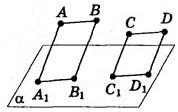 A B C D
α A₁ B₁ C₁ D₁